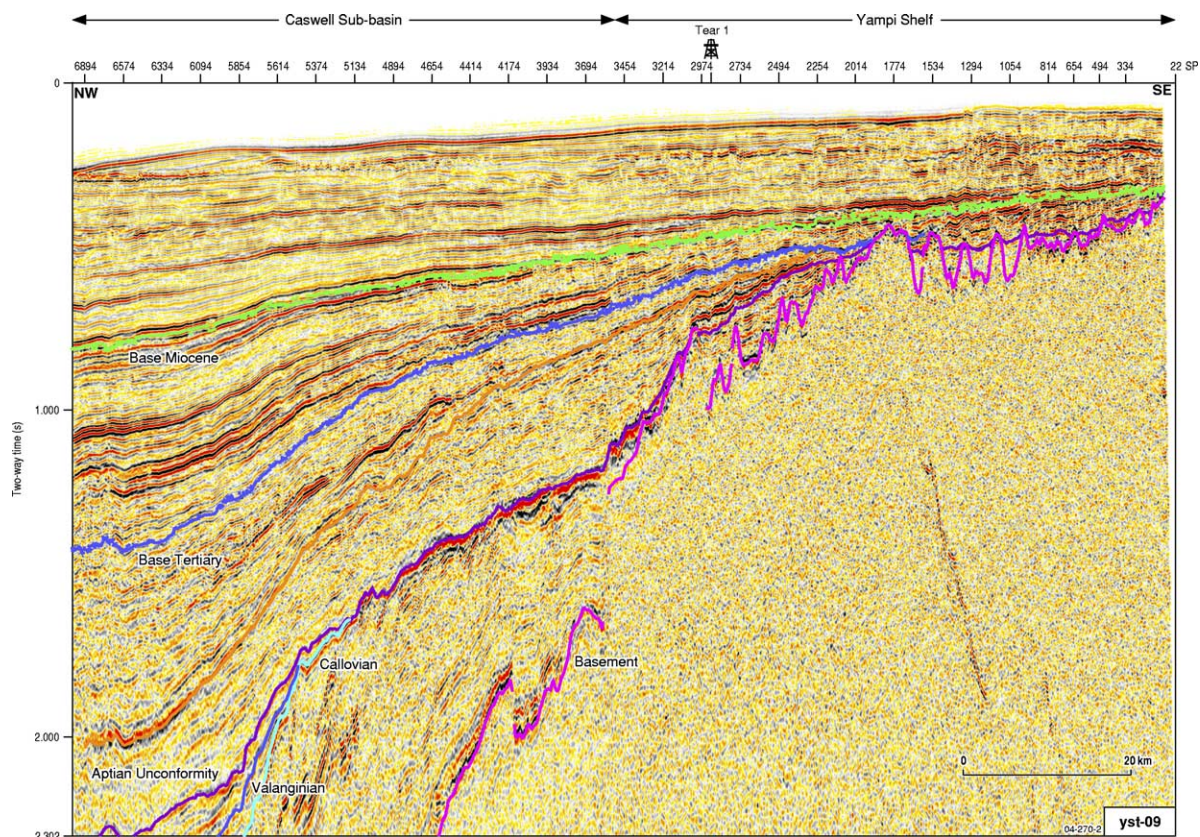 Caswell Sub-basin
Yampi Shelf
Tear 1
6894 6574 6334 6094 5854 5614 5374 5134 4894 4654 4414 4174 3934 3694 3454 3214 2974 2734 2494 2254 2014 1774 1534 1294 1054 814 654 494 334 22 SP
0
NW
SE
Base Miocene
1.000
Two-way time (s)
Base Tertiary
Callovian
Basement
2.000
Aptian Unconformity
0 20 km
Valanginian
2.302
04-270-2
yst-09